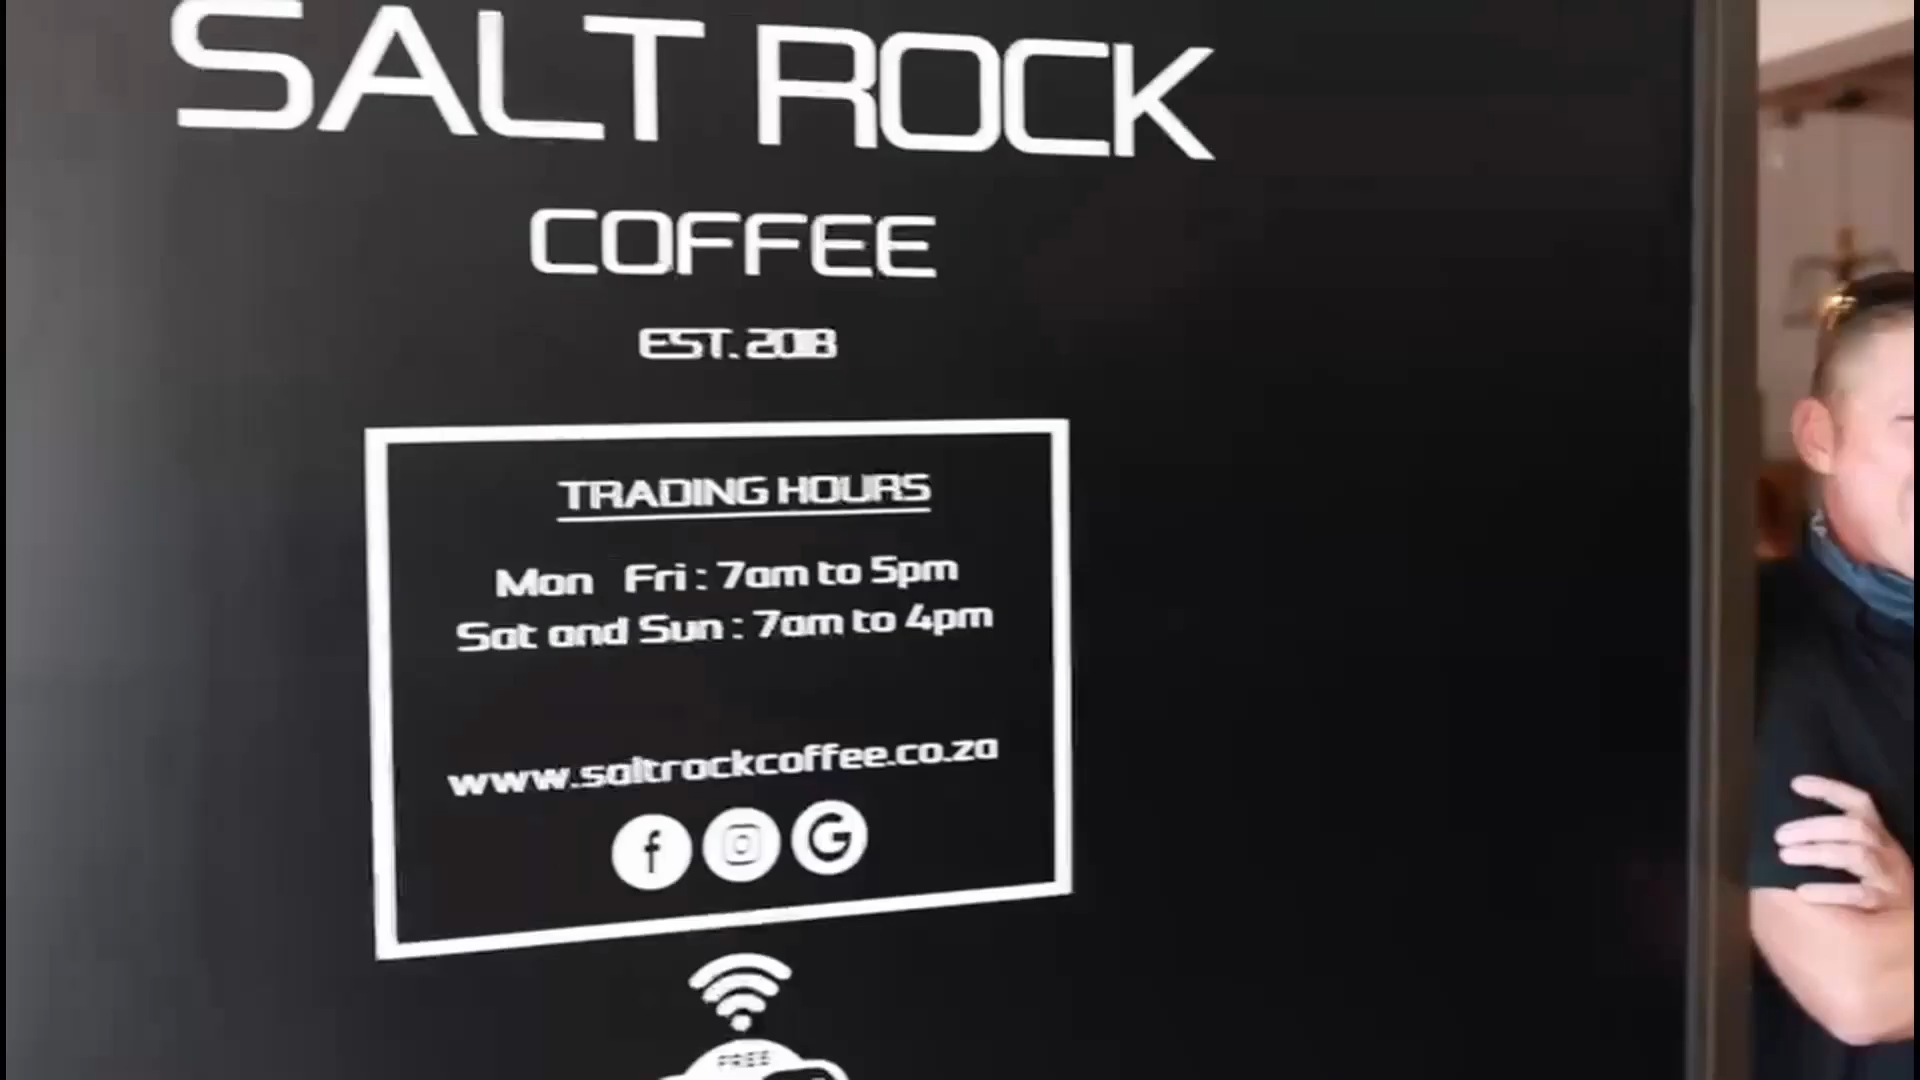 SALT ROCK
COFFEE
EST. 2018
TRADING HOURS
Mon Fri : 7am to 5pm
Sat and Sun : 7am to 4pm
www.saltrockcoffee.co.za
f G
FREE